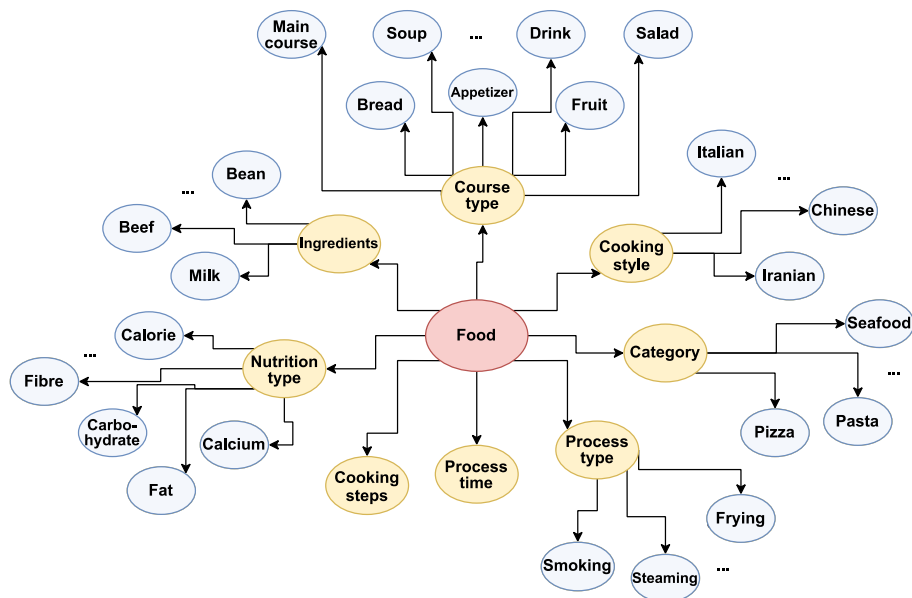 Main
course
Soup
...
Drink
Salad
Bread
Appetizer
Fruit
Course
type
Italian
...
Chinese
Iranian
Cooking
style
...
Bean
Beef
Milk
Ingredients
Food
Calorie
...
Fibre
Carbo-
hydrate
Fat
Calcium
Nutrition
type
Category
Seafood
...
Pasta
Pizza
Cooking
steps
Process
time
Process
type
Frying
Smoking
Steaming
...